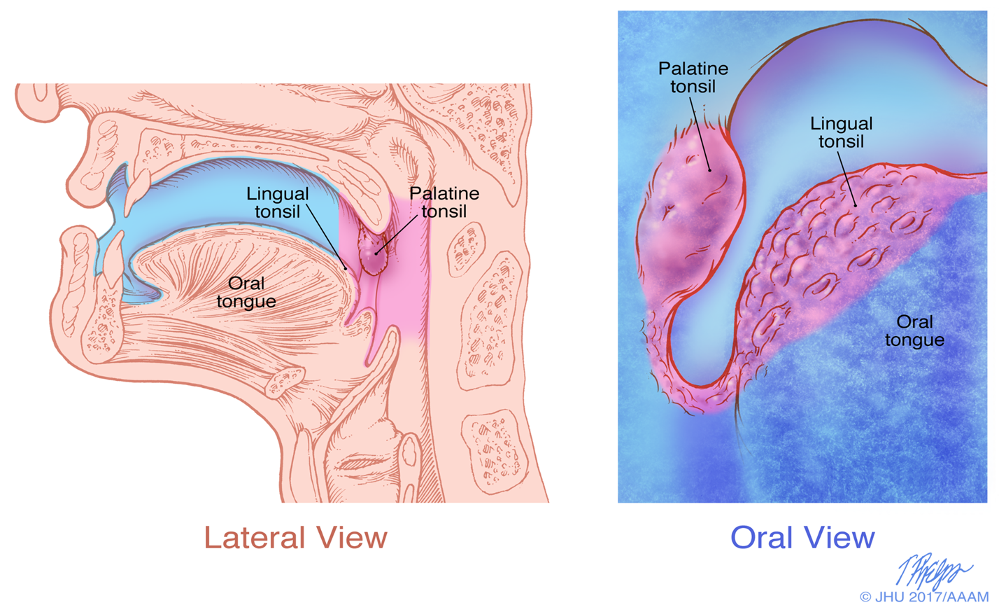 Lingual
tonsil
Palatine
tonsil
Oral
tongue
Lateral View
Palatine
tonsil
Lingual
tonsil
Oral
tongue
Oral View
T Phelps
© JHU 2017/AAAM